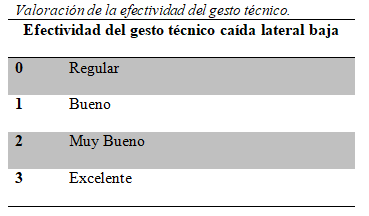 Valoración de la efectividad del gesto técnico.
Efectividad del gesto técnico caída lateral baja
0 Regular
1 Bueno
2 Muy Bueno
3 Excelente